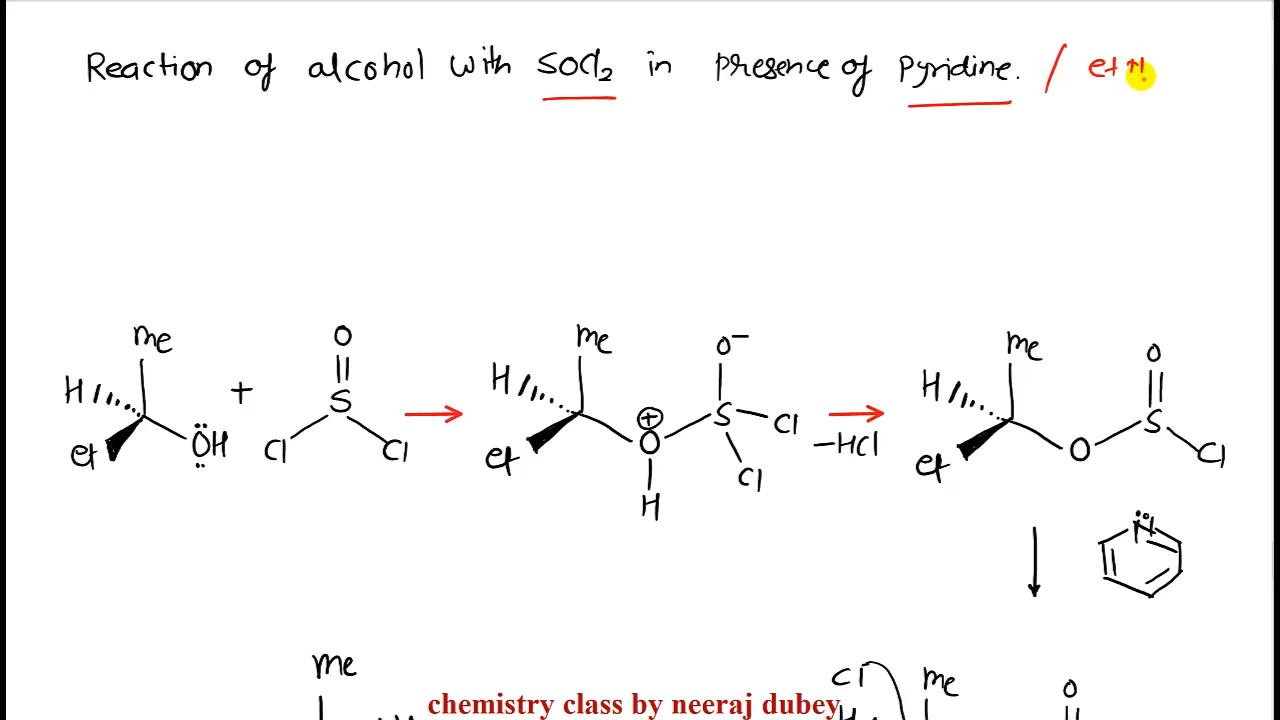 Reaction of alcohol with SOCl2 in presence of Pyridine. / et N
Me O Me O- Me O
H + S H S H S
et ÖH Cl Cl et O+ Cl -HCl et O Cl
H Cl
N
Me Cl Me O
H
chemistry class by neeraj dubey